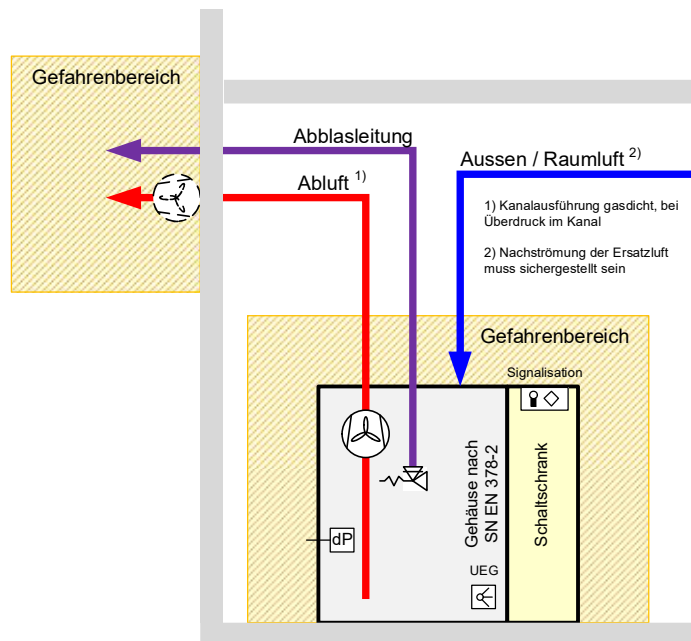 Gefahrenbereich
Abblasleitung
Abluft 1)
Aussen / Raumluft 2)
1) Kanalausführung gasdicht, bei
Überdruck im Kanal
2) Nachströmung der Ersatzluft
muss sichergestellt sein
Gefahrenbereich
Signalisation
Gehäuse nach
SN EN 378-2
Schaltschrank
dP
UEG